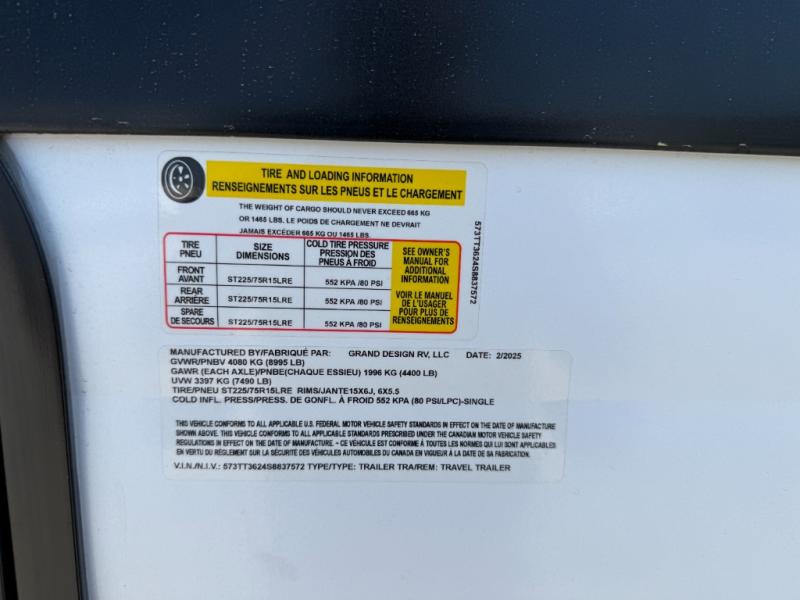 TIRE AND LOADING INFORMATION
RENSEIGNEMENTS SUR LES PNEUS ET LE CHARGEMENT
THE WEIGHT OF CARGO SHOULD NEVER EXCEED 665 KG
OR 1465 LBS. LE POIDS DE CHARGEMENT NE DEVRAIT
JAMAIS EXCÉDER 665 KG OU 1465 LBS.
TIRE
PNEU
SIZE
DIMENSIONS
COLD TIRE PRESSURE
PRESSION DES
PNEUS À FROID
FRONT
AVANT
ST225/75R15LRE
552 KPA /80 PSI
REAR
ARRIÈRE
ST225/75R15LRE
552 KPA /80 PSI
SPARE
DE SECOURS
ST225/75R15LRE
552 KPA /80 PSI
SEE OWNER'S
MANUAL FOR
ADDITIONAL
INFORMATION
VOIR LE MANUEL
DE L'USAGER
POUR PLUS DE
RENSEIGNEMENTS
573TT3624S8837572
MANUFACTURED BY/FABRIQUÉ PAR: GRAND DESIGN RV, LLC DATE: 2/2025
GVWR/PNBV 4080 KG (8995 LB)
GAWR (EACH AXLE)/PNBE(CHAQUE ESSIEU) 1996 KG (4400 LB)
UVW 3397 KG (7490 LB)
TIRE/PNEU ST225/75R15LRE RIMS/JANTE15X6J, 6X5.5
COLD INFL. PRESS/PRESS. DE GONFL. À FROID 552 KPA (80 PSI/LPC)-SINGLE
THIS VEHICLE CONFORMS TO ALL APPLICABLE U.S. FEDERAL MOTOR VEHICLE SAFETY STANDARDS IN EFFECT ON THE DATE OF MANUFACTURE
SHOWN ABOVE. THIS VEHICLE CONFORMS TO ALL APPLICABLE STANDARDS PRESCRIBED UNDER THE CANADIAN MOTOR VEHICLE SAFETY
REGULATIONS IN EFFECT ON THE DATE OF MANUFACTURE. - CE VÉHICULE EST CONFORME À TOUTES LES NORMES QUI LUI SONT APPLICABLES
EN VERTU DU RÈGLEMENT SUR LA SÉCURITÉ DES VÉHICULES AUTOMOBILES DU CANADA EN VIGUEUR À LA DATE DE SA FABRICATION.
V.I.N./N.I.V.: 573TT3624S8837572 TYPE/TYPE: TRAILER TRA/REM: TRAVEL TRAILER